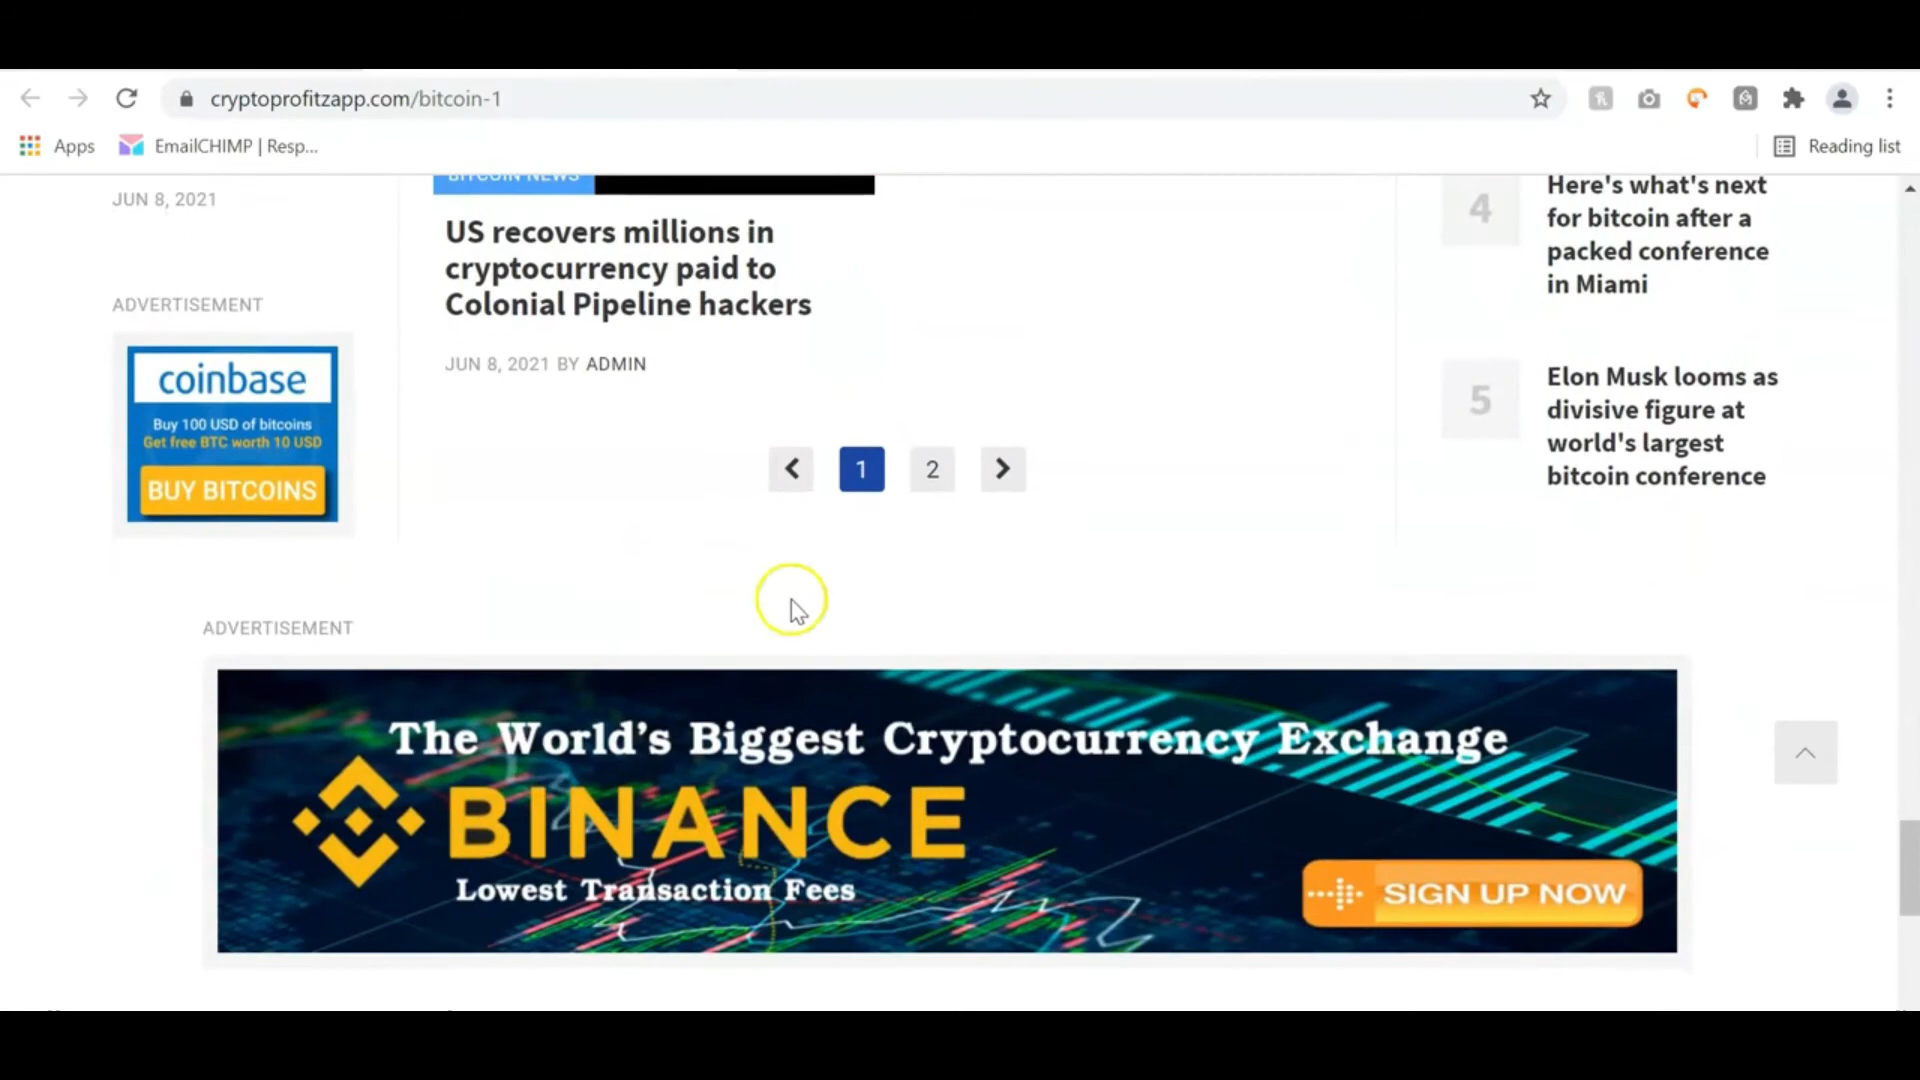 cryptoprofitzapp.com/bitcoin-1
Apps
EmailCHIMP | Resp...
Reading list
JUN 8, 2021
ADVERTISEMENT
coinbase
Buy 100 USD of bitcoins
Get free BTC worth 10 USD
BUY BITCOINS
BITCOIN NEWS
US recovers millions in
cryptocurrency paid to
Colonial Pipeline hackers
JUN 8, 2021 BY ADMIN
1
2
4
Here's what's next
for bitcoin after a
packed conference
in Miami
5
Elon Musk looms as
divisive figure at
world's largest
bitcoin conference
ADVERTISEMENT
The World's Biggest Cryptocurrency Exchange
BINANCE
Lowest Transaction Fees
SIGN UP NOW